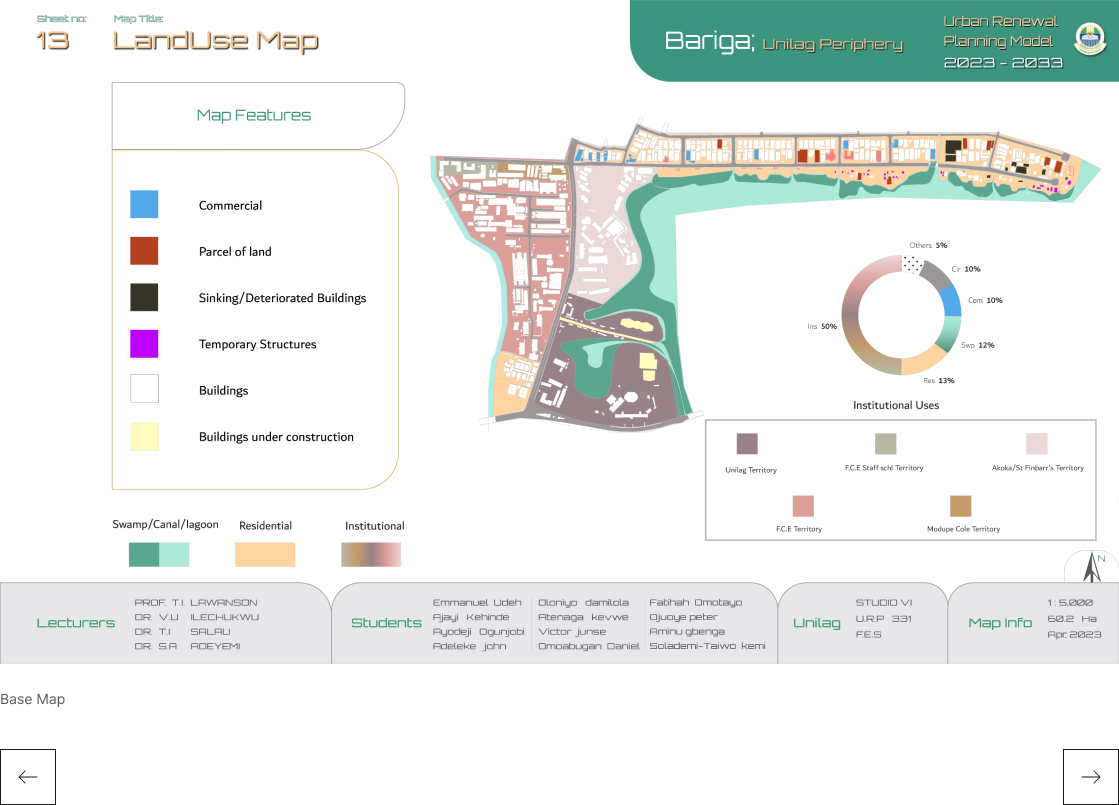 Sheet no:
13
Map Title:
LandUse Map
Bariga; Unilag Periphery
Urban Renewal
Planning Model
2023 - 2033
Map Features
Commercial
Parcel of land
Sinking/Deteriorated Buildings
Temporary Structures
Buildings
Buildings under construction
Swamp/Canal/lagoon
Residential
Institutional
Others 5%
Cir 10%
Com 10%
Swp 12%
Res 13%
Ins 50%
Institutional Uses
Unilag Territory
F.C.E Staff schl Territory
Akoka/St Finbarr's Territory
F.C.E Territory
Modupe Cole Territory
N
Lecturers
PROF. T.I. LAWANSON
DR. V.U ILECHUKWU
DR. T.I SALAU
DR. S.A ADEYEMI
Students
Emmanuel Udeh
Ajayi Kehinde
Ayodeji Ogunjobi
Adeleke john
Oloniyo damilola
Atenaga kevwe
Victor junse
Omoabugan Daniel
Fatihah Omotayo
Ojuoye peter
Aminu gbenga
Solademi-Taiwo kemi
Unilag
STUDIO VI
U.R.P 331
F.E.S
Map Info
1 : 5,000
60.2 Ha
Apr, 2023
Base Map